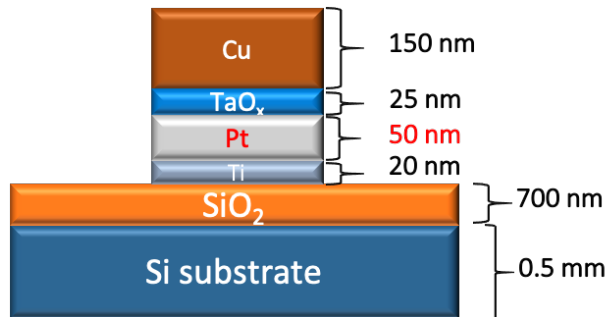 Cu 150 nm
TaOₓ 25 nm
Pt 50 nm
Ti 20 nm
SiO₂ 700 nm
Si substrate 0.5 mm